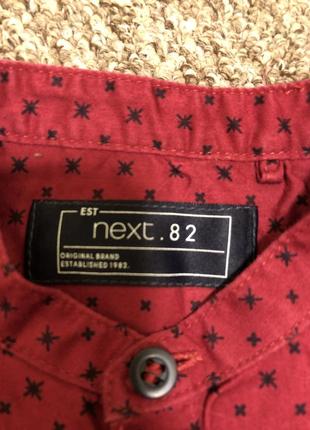 EST
next.82
ORIGINAL BRAND
ESTABLISHED 1982.